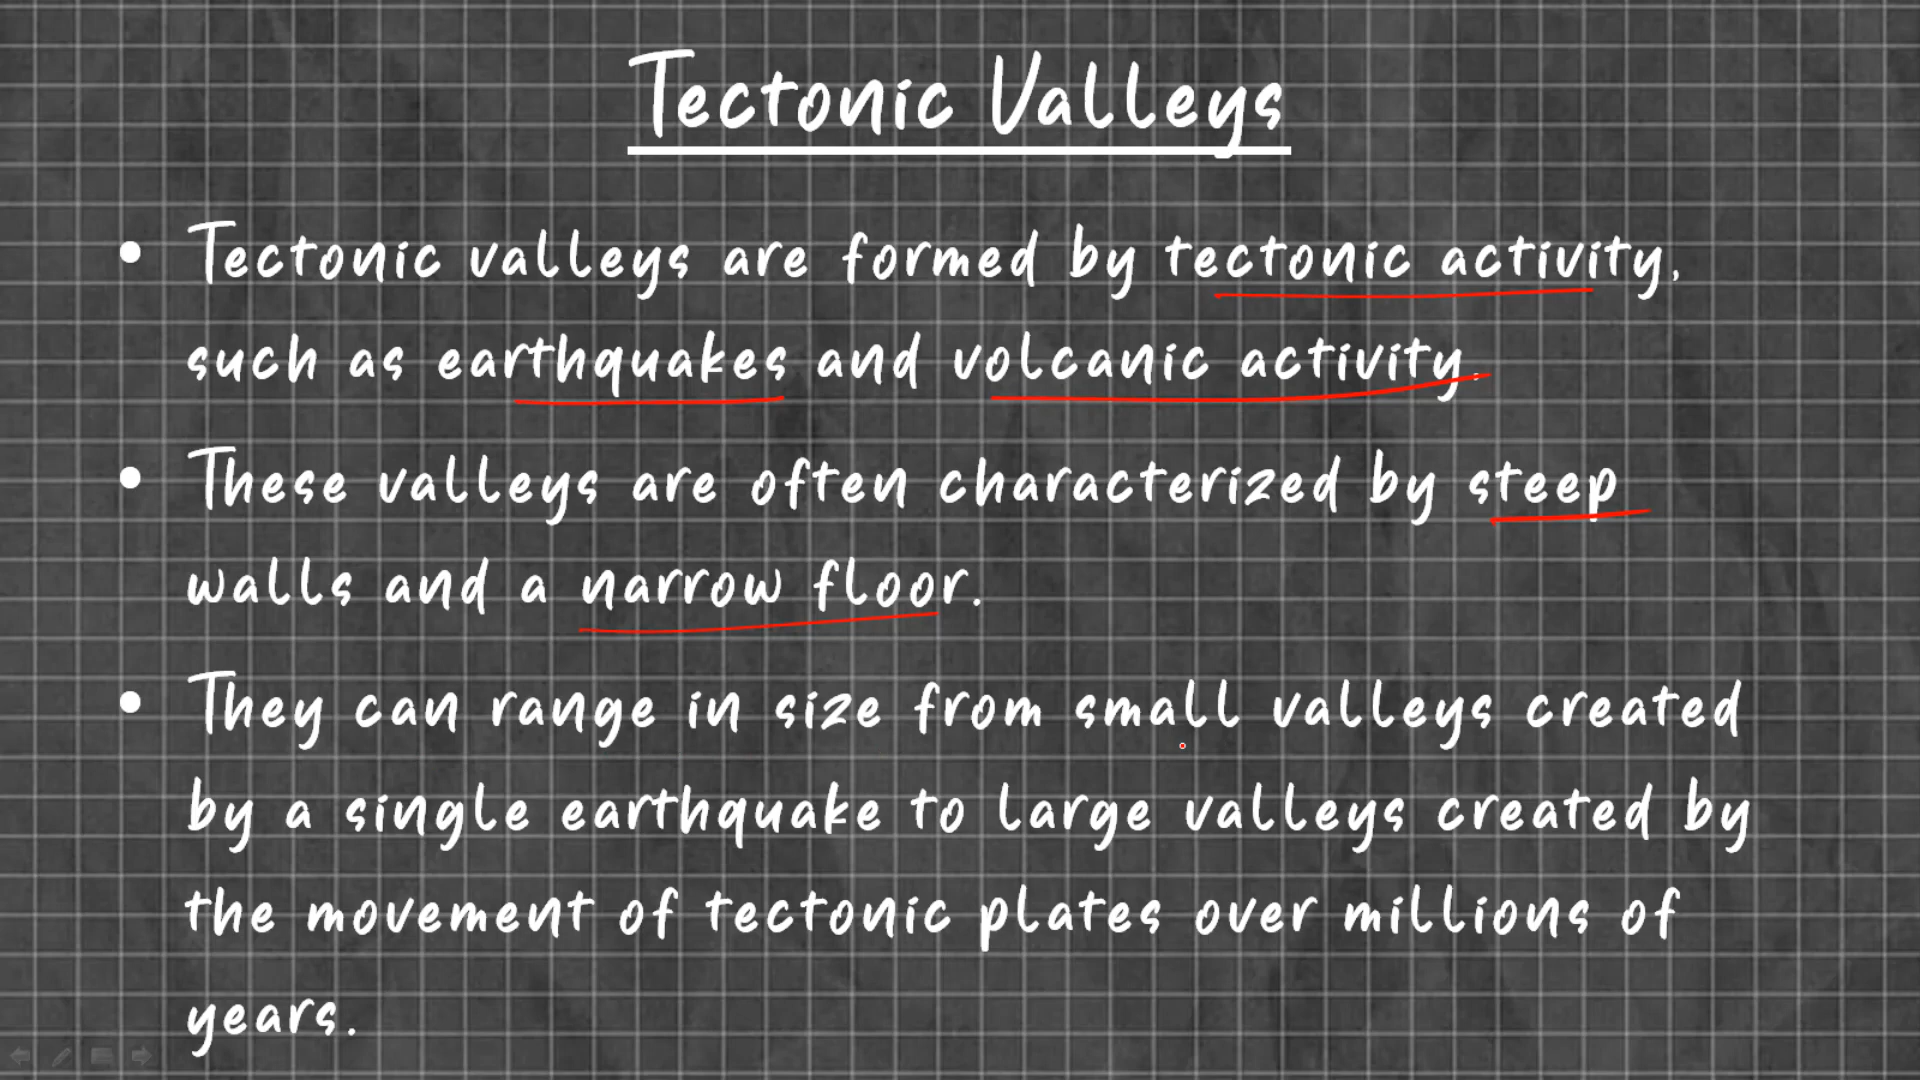 Tectonic Valleys
• Tectonic valleys are formed by tectonic activity,
such as earthquakes and volcanic activity.
• These valleys are often characterized by steep
walls and a narrow floor.
• They can range in size from small valleys created
by a single earthquake to large valleys created by
the movement of tectonic plates over millions of
years.